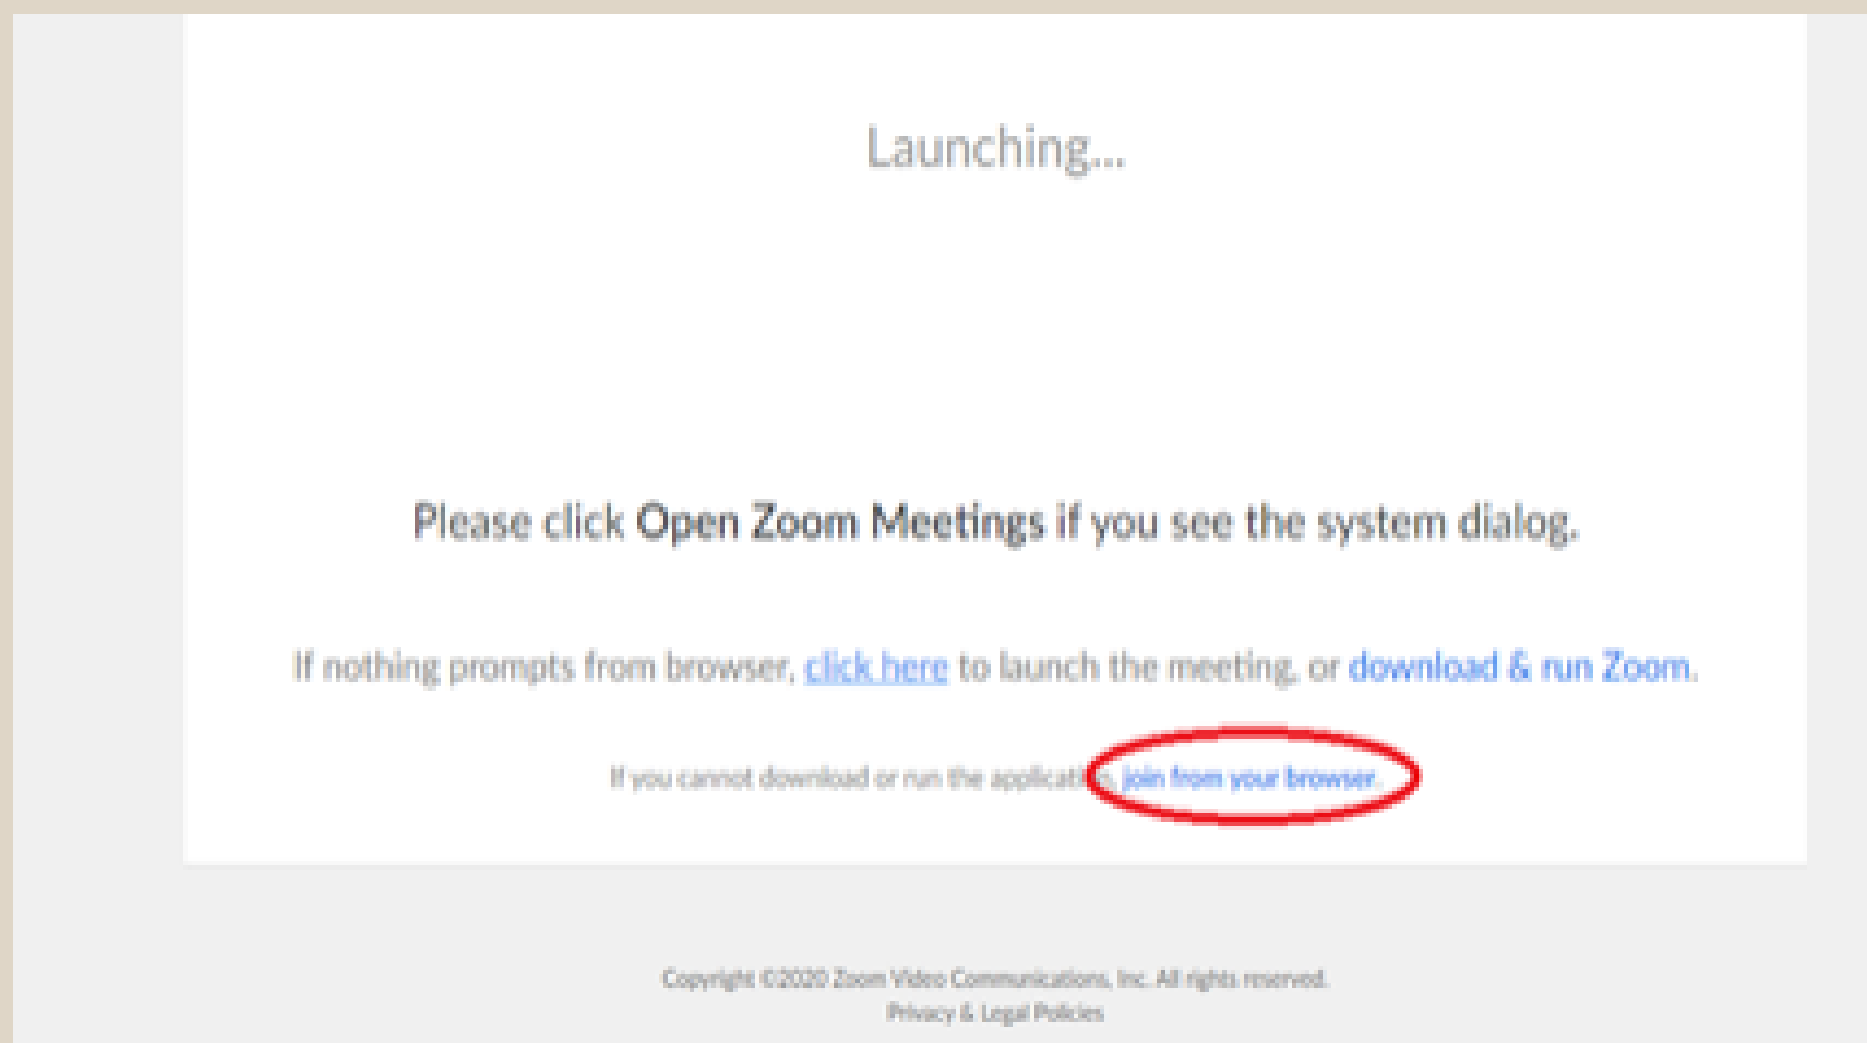 Launching...
Please click Open Zoom Meetings if you see the system dialog.
If nothing prompts from browser, click here to launch the meeting, or download & run Zoom.
If you cannot download or run the application, join from your browser.
Copyright ©2020 Zoom Video Communications, Inc. All rights reserved.
Privacy & Legal Policies